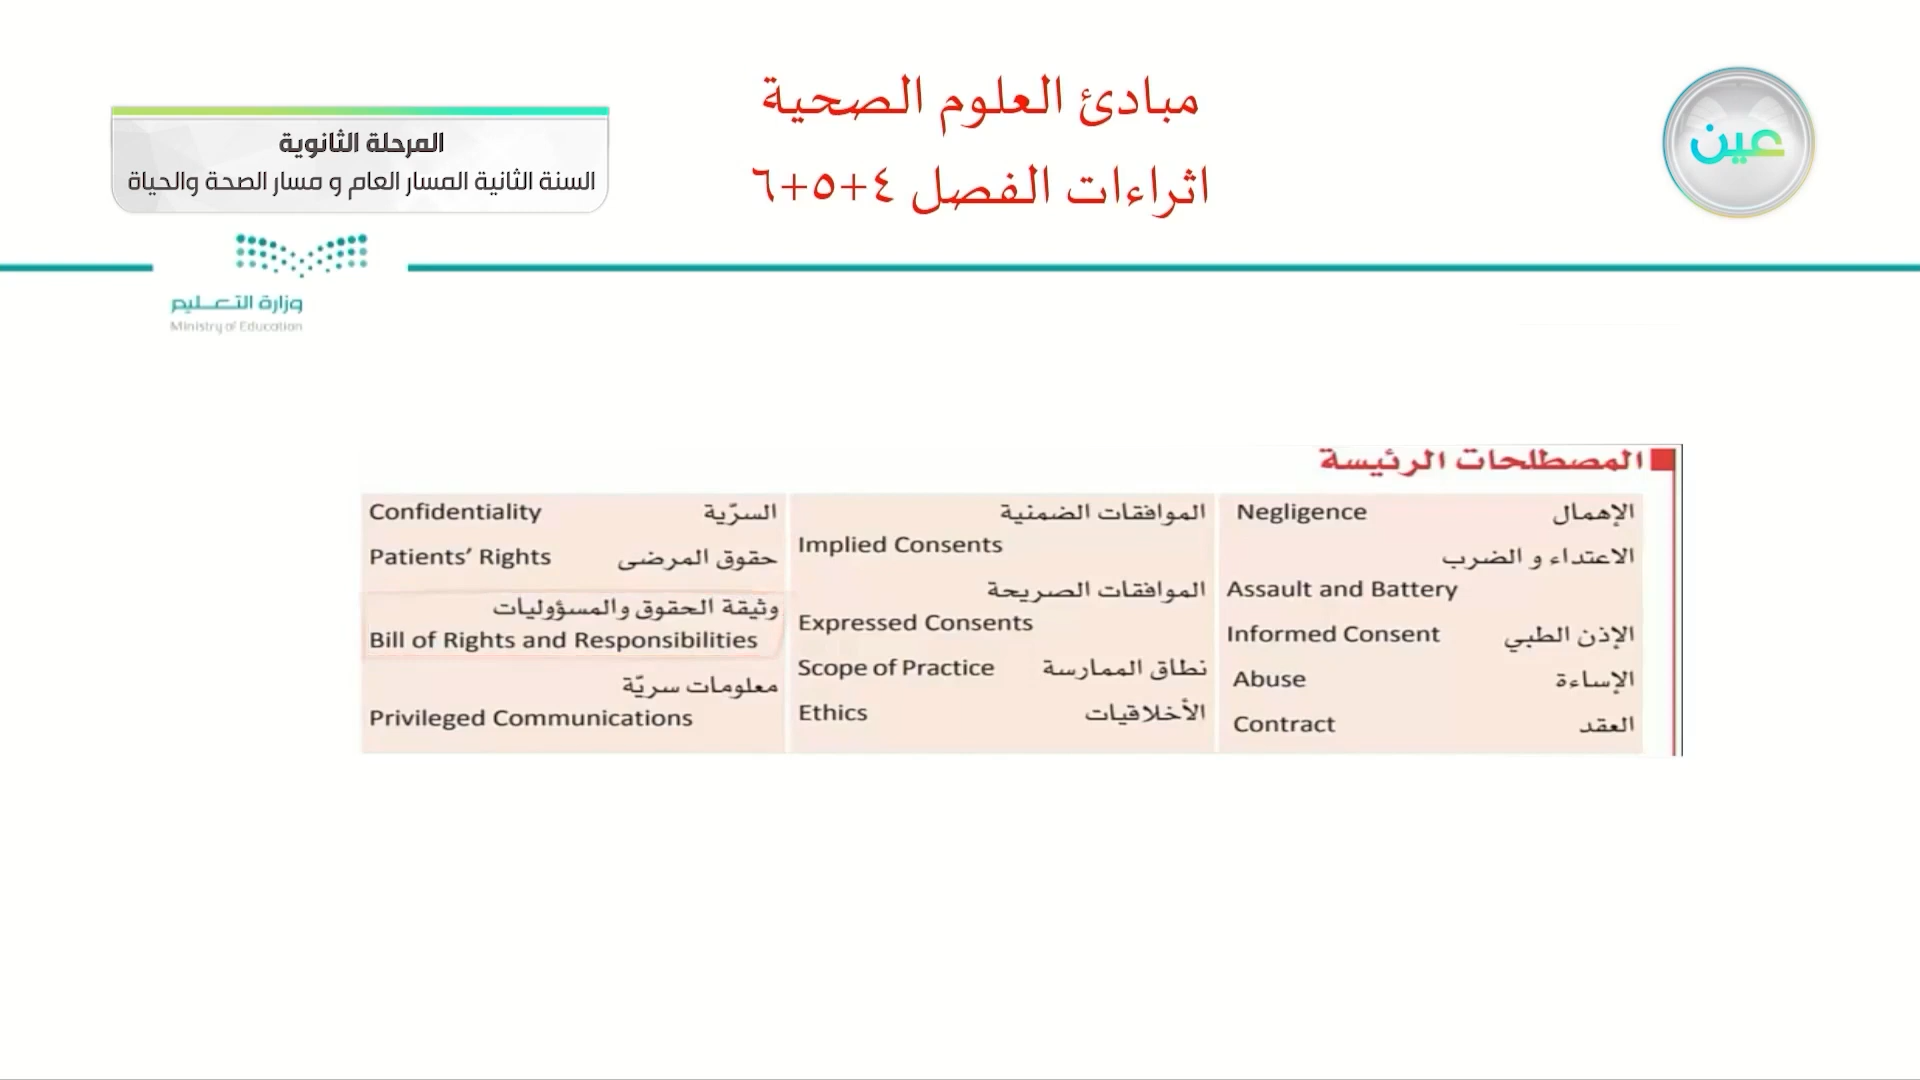 مبادئ العلوم الصحية
اثراءات الفصل ٤+٥+٦
عين
المرحلة الثانوية
السنة الثانية المسار العام و مسار الصحة والحياة
وزارة التعليم
Ministry of Education
المصطلحات الرئيسة
الإهمال Negligence
الاعتداء و الضرب
Assault and Battery
الإذن الطبي Informed Consent
الإساءة Abuse
العقد Contract
الموافقات الضمنية
Implied Consents
الموافقات الصريحة
Expressed Consents
نطاق الممارسة Scope of Practice
الأخلاقيات Ethics
السرّية Confidentiality
حقوق المرضى Patients’ Rights
وثيقة الحقوق والمسؤوليات
Bill of Rights and Responsibilities
معلومات سريّة
Privileged Communications